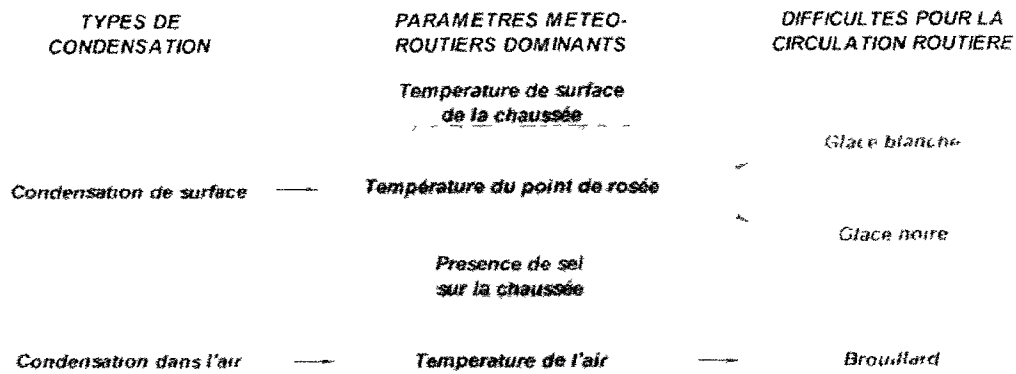 TYPES DE
CONDENSATION
PARAMETRES METEO-
ROUTIERS DOMINANTS
DIFFICULTES POUR LA
CIRCULATION ROUTIERE
Temperature de surface
de la chaussée
Glace blanche
Condensation de surface
Température du point de rosée
Glace noire
Presence de sel
sur la chaussée
Condensation dans l'air
Temperature de l'air
Brouillard